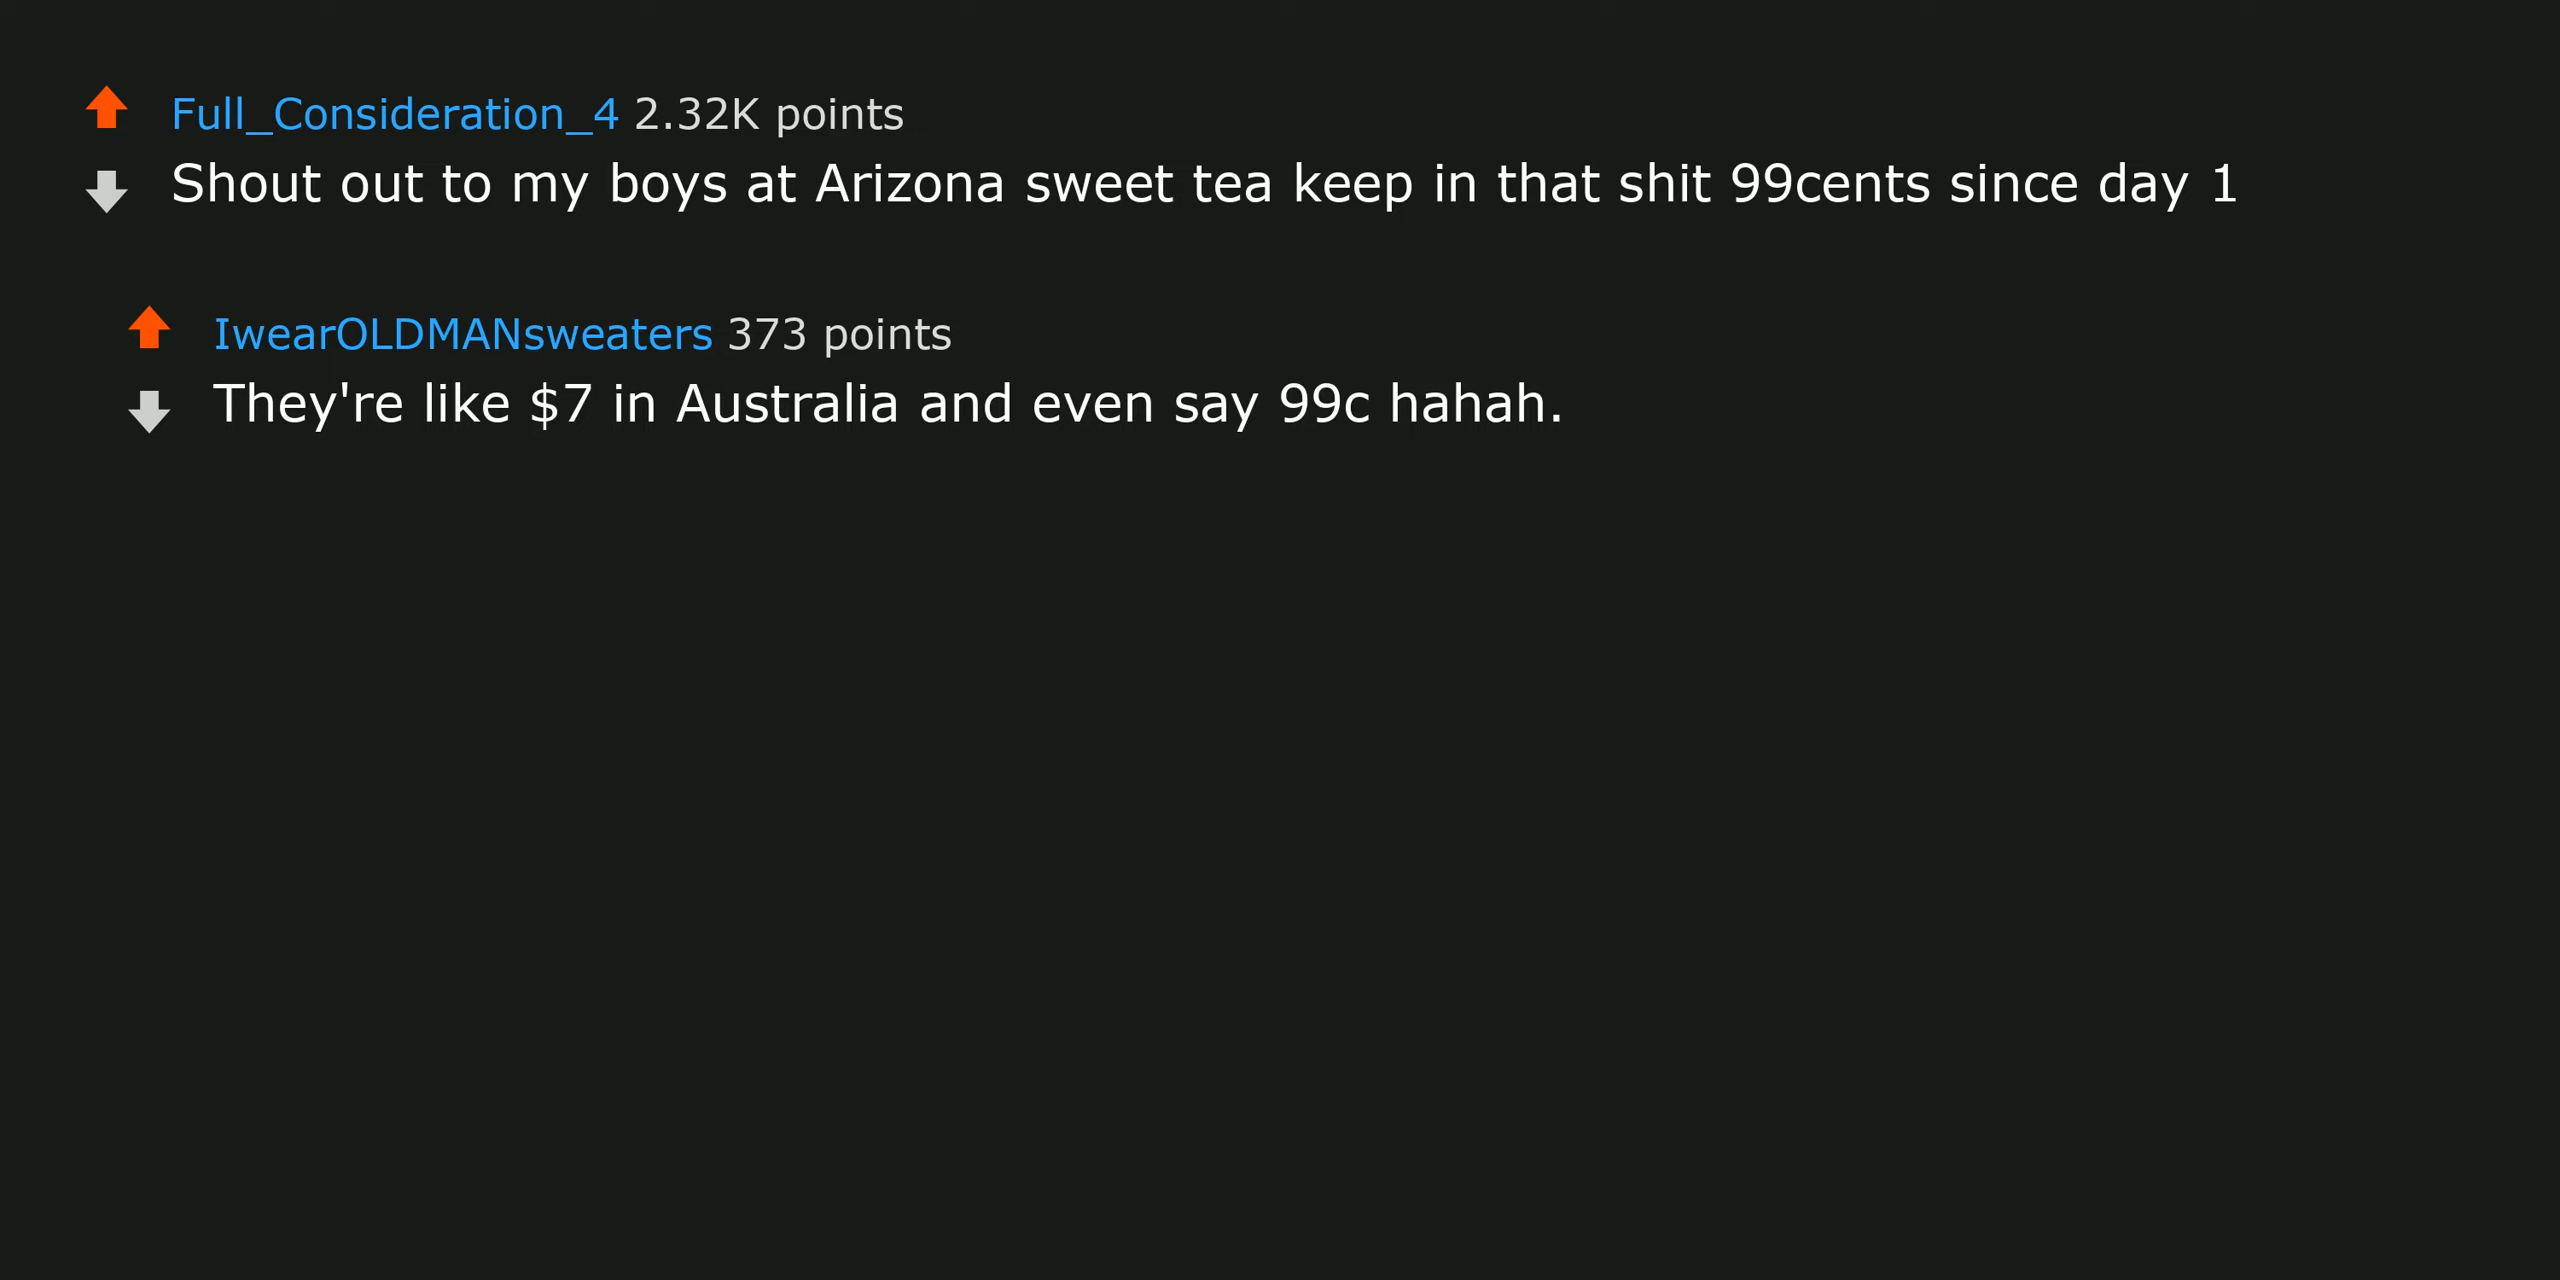 Full_Consideration_4 2.32K points
Shout out to my boys at Arizona sweet tea keep in that shit 99cents since day 1
IwearOLDMANsweaters 373 points
They're like $7 in Australia and even say 99c hahah.